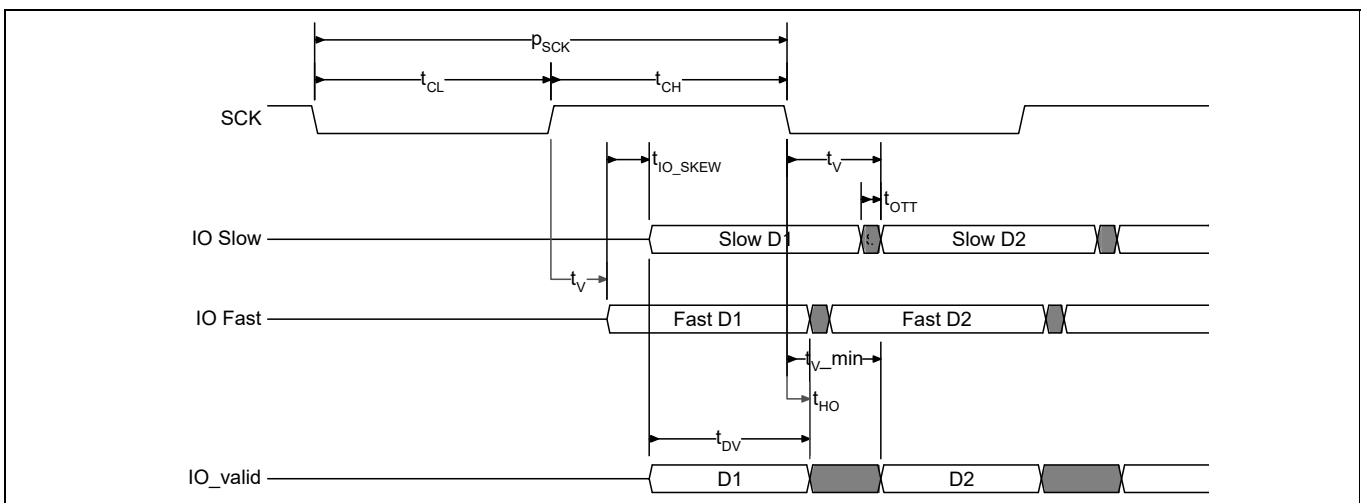 pSCK
tCL tCH
SCK
tIO_SKEW tV
tOTT
IO Slow Slow D1 Slow D2
tV
IO Fast Fast D1 Fast D2
tV_min
tHO
tDV
IO_valid D1 D2